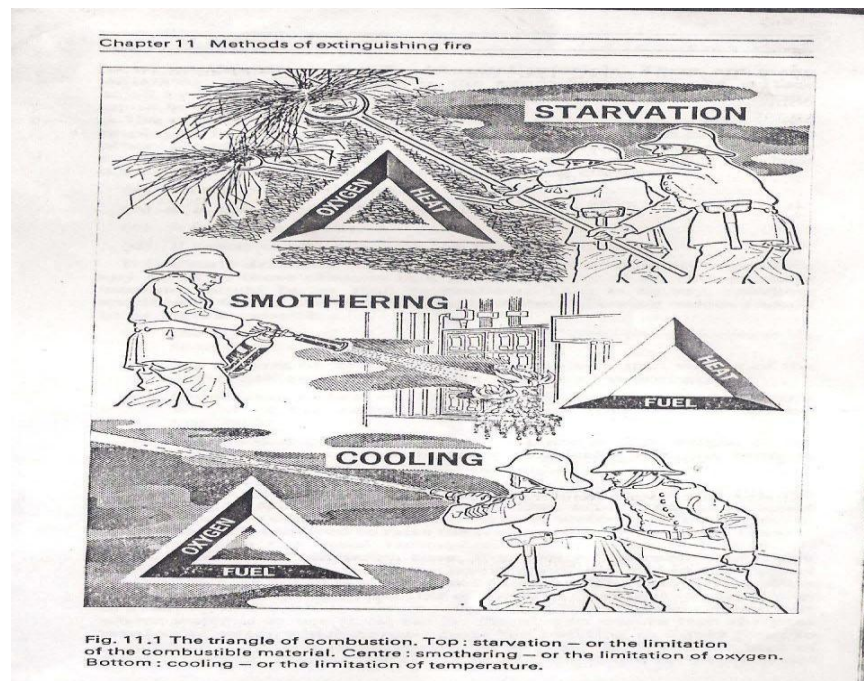 Chapter 11 Methods of extinguishing fire
STARVATION
OXYGEN
HEAT
SMOTHERING
HEAT
FUEL
COOLING
OXYGEN
FUEL
Fig. 11.1 The triangle of combustion. Top : starvation — or the limitation
of the combustible material. Centre : smothering — or the limitation of oxygen.
Bottom : cooling — or the limitation of temperature.